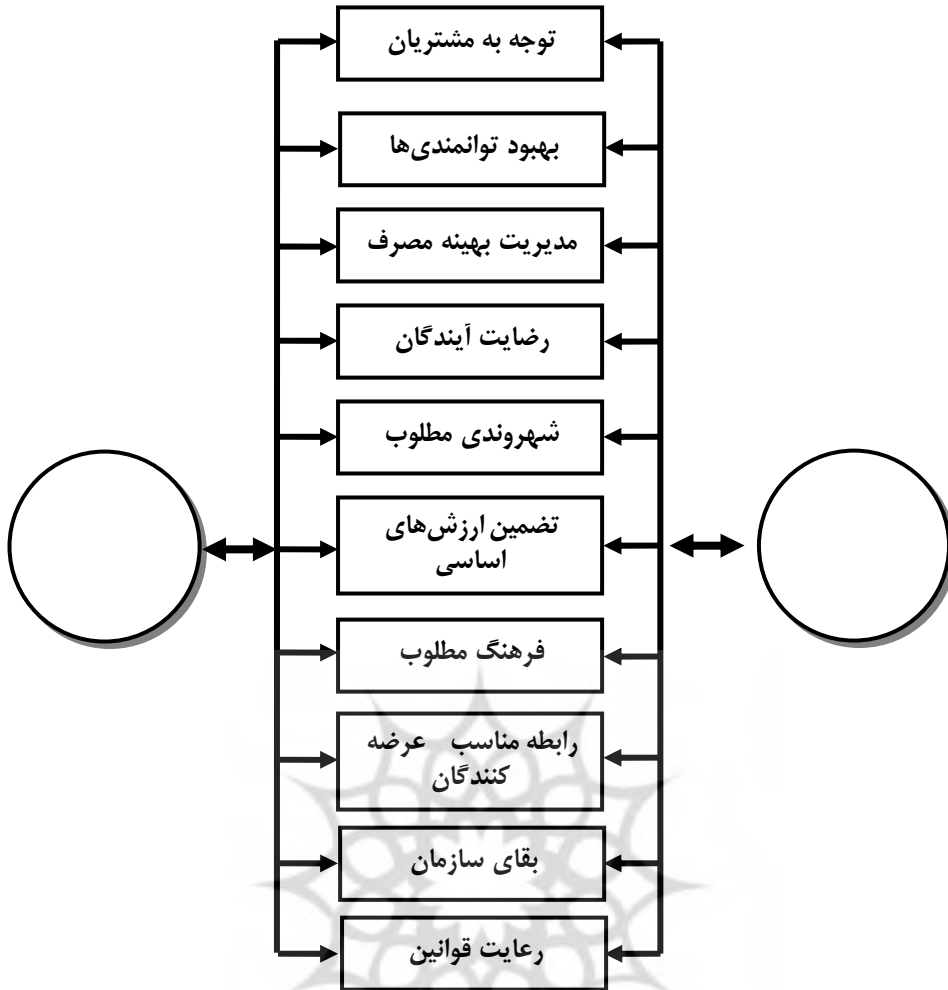 توجه به مشتریان
بهبود توانمندی‌ها
مدیریت بهینه مصرف
رضایت آیندگان
شهروندی مطلوب
تضمین ارزش‌های
اساسی
فرهنگ مطلوب
رابطه مناسب عرضه
کنندگان
بقای سازمان
رعایت قوانین